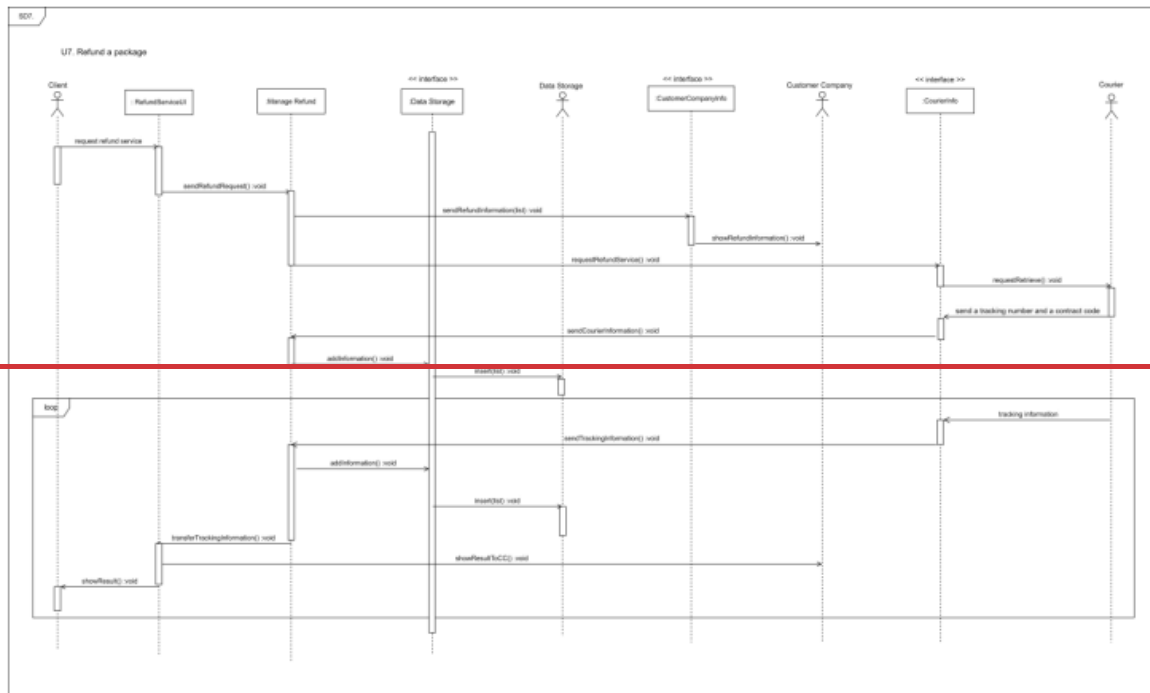 SD7.
U7. Refund a package
<< interface >>
<< interface >>
<< interface >>
Client
: RefundServiceUI
:Manage Refund
:Data Storage
Data Storage
:CustomerCompanyInfo
Customer Company
:CourierInfo
Courier
request refund service
sendRefundRequest() :void
sendRefundInformation(list) :void
showRefundInformation() :void
requestRefundService() :void
requestRetrieve() :void
send a tracking number and a contract code
sendCourierInformation() :void
addInformation() :void
insert(list) :void
loop
tracking information
sendTrackingInformation() :void
addInformation() :void
insert(list) :void
transferTrackingInformation() :void
showResultToCC() :void
showResult() :void